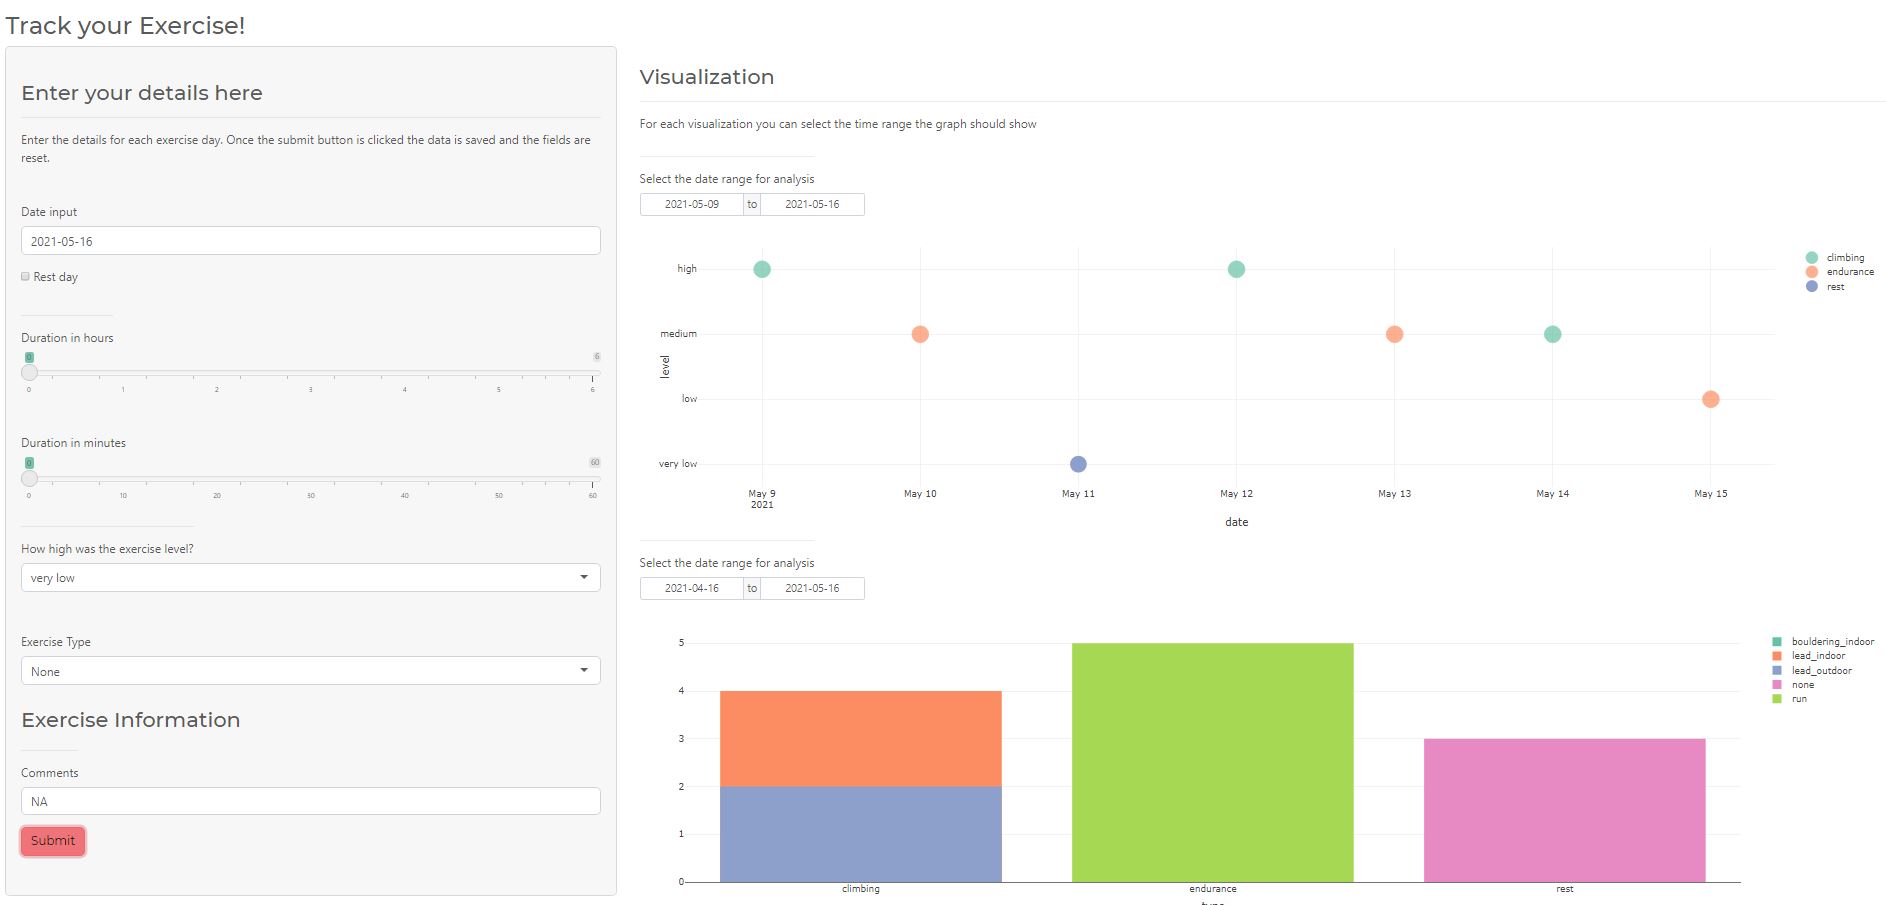 Track your Exercise!
Enter your details here
Enter the details for each exercise day. Once the submit button is clicked the data is saved and the fields are
reset.
Date input
2021-05-16
Rest day
Duration in hours
0 6
0 1 2 3 4 5 6
Duration in minutes
0 60
0 10 20 30 40 50 60
How high was the exercise level?
very low
Exercise Type
None
Exercise Information
Comments
NA
Submit
Visualization
For each visualization you can select the time range the graph should show
Select the date range for analysis
2021-05-09 to 2021-05-16
high
medium
low
very low
level
May 9 May 10 May 11 May 12 May 13 May 14 May 15
2021
date
climbing
endurance
rest
Select the date range for analysis
2021-04-16 to 2021-05-16
5
4
3
2
1
0
climbing endurance rest
bouldering_indoor
lead_indoor
lead_outdoor
none
run